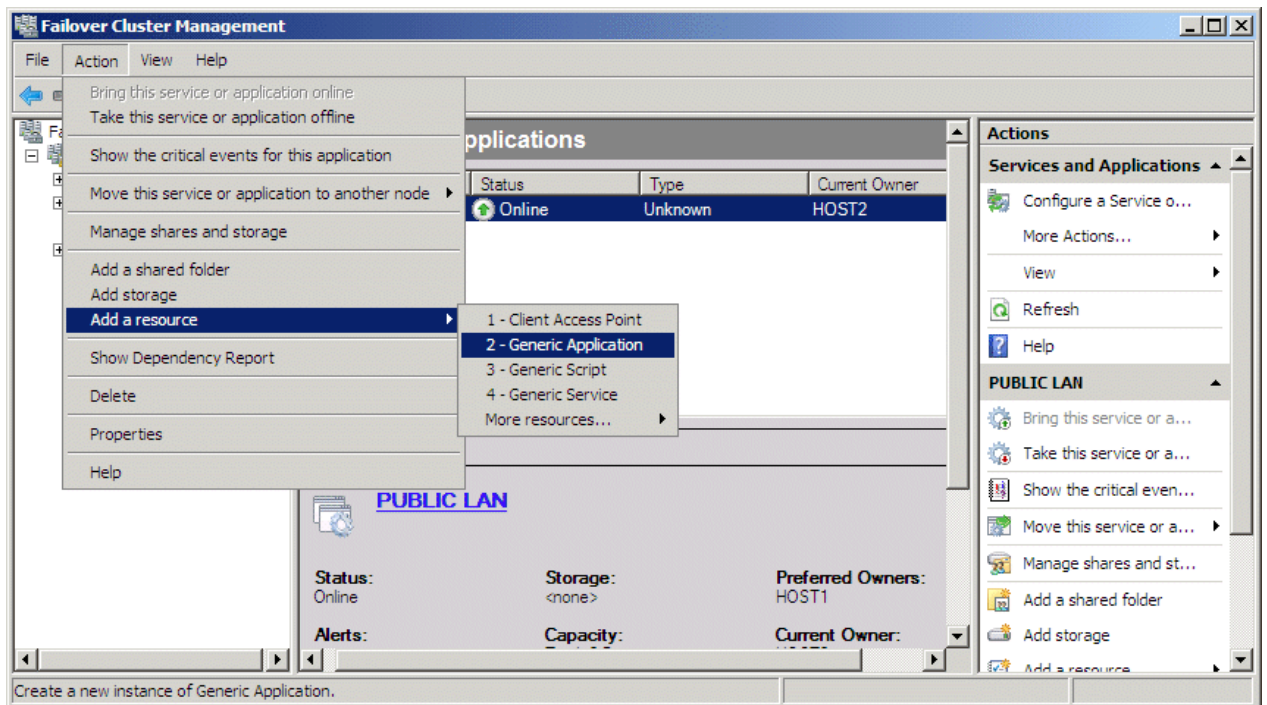 Failover Cluster Management
File Action View Help
Bring this service or application online
Take this service or application offline
Show the critical events for this application
Move this service or application to another node
Manage shares and storage
Add a shared folder
Add storage
Add a resource
Show Dependency Report
Delete
Properties
Help
1 - Client Access Point
2 - Generic Application
3 - Generic Script
4 - Generic Service
More resources...
pplications
Status Type Current Owner
Online Unknown HOST2
PUBLIC LAN
Status: Storage: Preferred Owners:
Online <none> HOST1
Alerts: Capacity: Current Owner:
Actions
Services and Applications
Configure a Service o...
More Actions...
View
Refresh
Help
PUBLIC LAN
Bring this service or a...
Take this service or a...
Show the critical even...
Move this service or a...
Manage shares and st...
Add a shared folder
Add storage
Add a resource
Create a new instance of Generic Application.